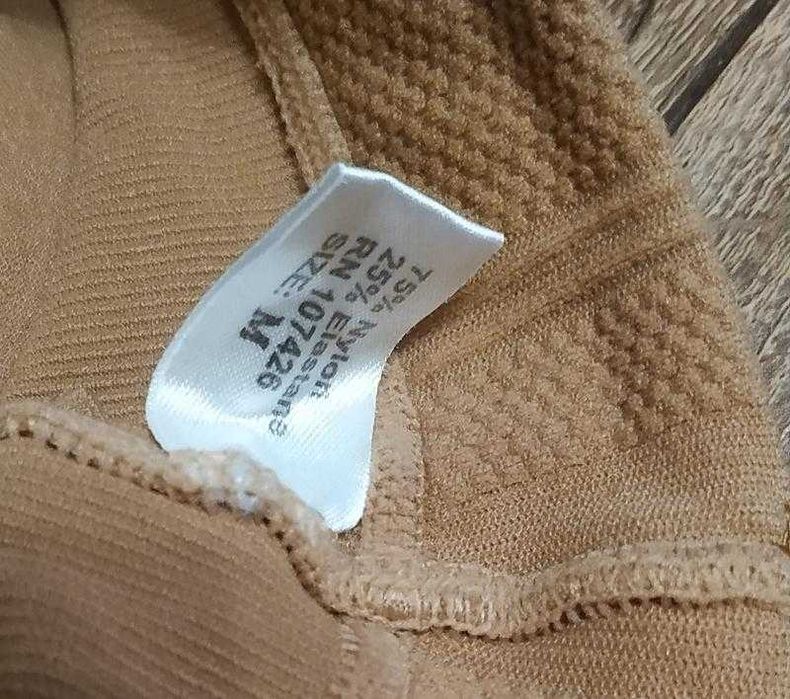 75% Nylon
25% Elastane
RN 107426
SIZE: M